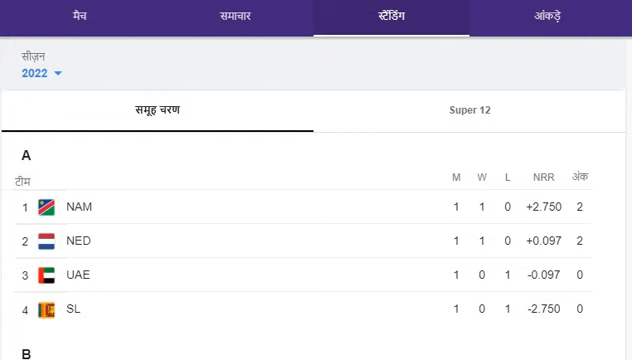 मैच समाचार स्टैंडिंग आंकड़े
सीज़न
2022
समूह चरण Super 12
A
टीम M W L NRR अंक
1 NAM 1 1 0 +2.750 2
2 NED 1 1 0 +0.097 2
3 UAE 1 0 1 -0.097 0
4 SL 1 0 1 -2.750 0
B